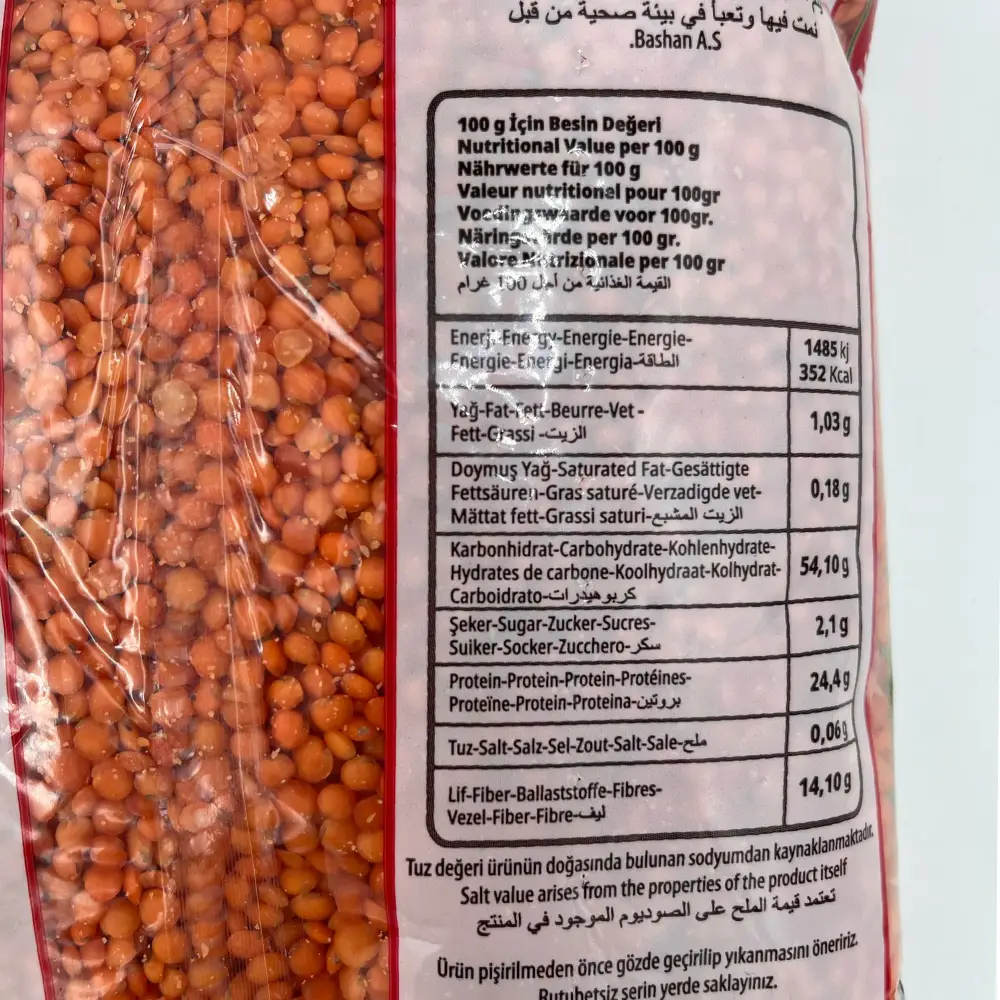 نمت فيها وتعبأ في بيئة صحية من قبل
.Bashan A.S
100 g İçin Besin Değeri
Nutritional Value per 100 g
Nährwerte für 100 g
Valeur nutritionel pour 100gr
Voedingswaarde voor 100gr.
Näringsvärde per 100 gr.
Valore Nutrizionale per 100 gr
القيمة الغذائية من أجل 100 غرام
Enerji-Energy-Energie-Energie-
Energie-Energi-Energia-الطاقة
1485 kj
352 Kcal
Yağ-Fat-Fett-Beurre-Vet -
Fett-Grassi -الزيت
1,03 g
Doymuş Yağ-Saturated Fat-Gesättigte
Fettsäuren-Gras saturé-Verzadigde vet-
Mättat fett-Grassi saturi-الزيت المشبع
0,18 g
Karbonhidrat-Carbohydrate-Kohlenhydrate-
Hydrates de carbone-Koolhydraat-Kolhydrat-
Carboidrato-كربوهيدرات
54,10 g
Şeker-Sugar-Zucker-Sucres-
Suiker-Socker-Zucchero-سكر
2,1 g
Protein-Protein-Protein-Protéines-
Proteïne-Protein-Proteina-بروتين
24,4 g
Tuz-Salt-Salz-Sel-Zout-Salt-Sale-ملح
0,06 g
Lif-Fiber-Ballaststoffe-Fibres-
Vezel-Fiber-Fibre-ليف
14,10 g
Tuz değeri ürünün doğasında bulunan sodyumdan kaynaklanmaktadır.
Salt value arises from the properties of the product itself
تعتمد قيمة الملح على الصوديوم الموجود في المنتج
Ürün pişirilmeden önce gözde geçirilip yıkanmasını öneririz.
Rutubetsiz serin yerde saklayınız.